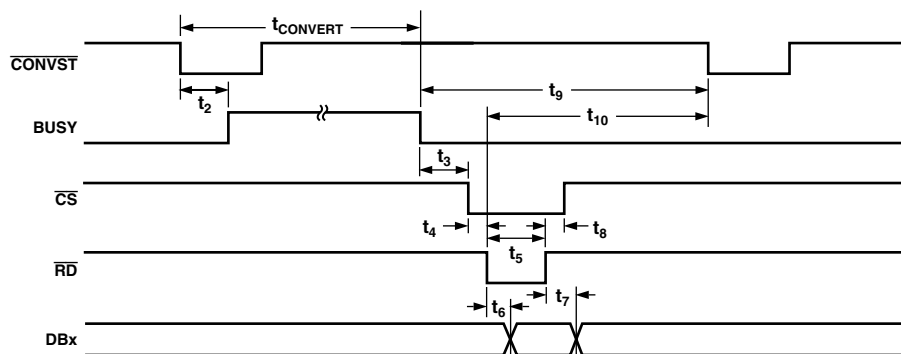 tCONVERT
CONVST
t2
t9
t10
BUSY
t3
CS
t4
t5
t8
RD
t6
t7
DBx